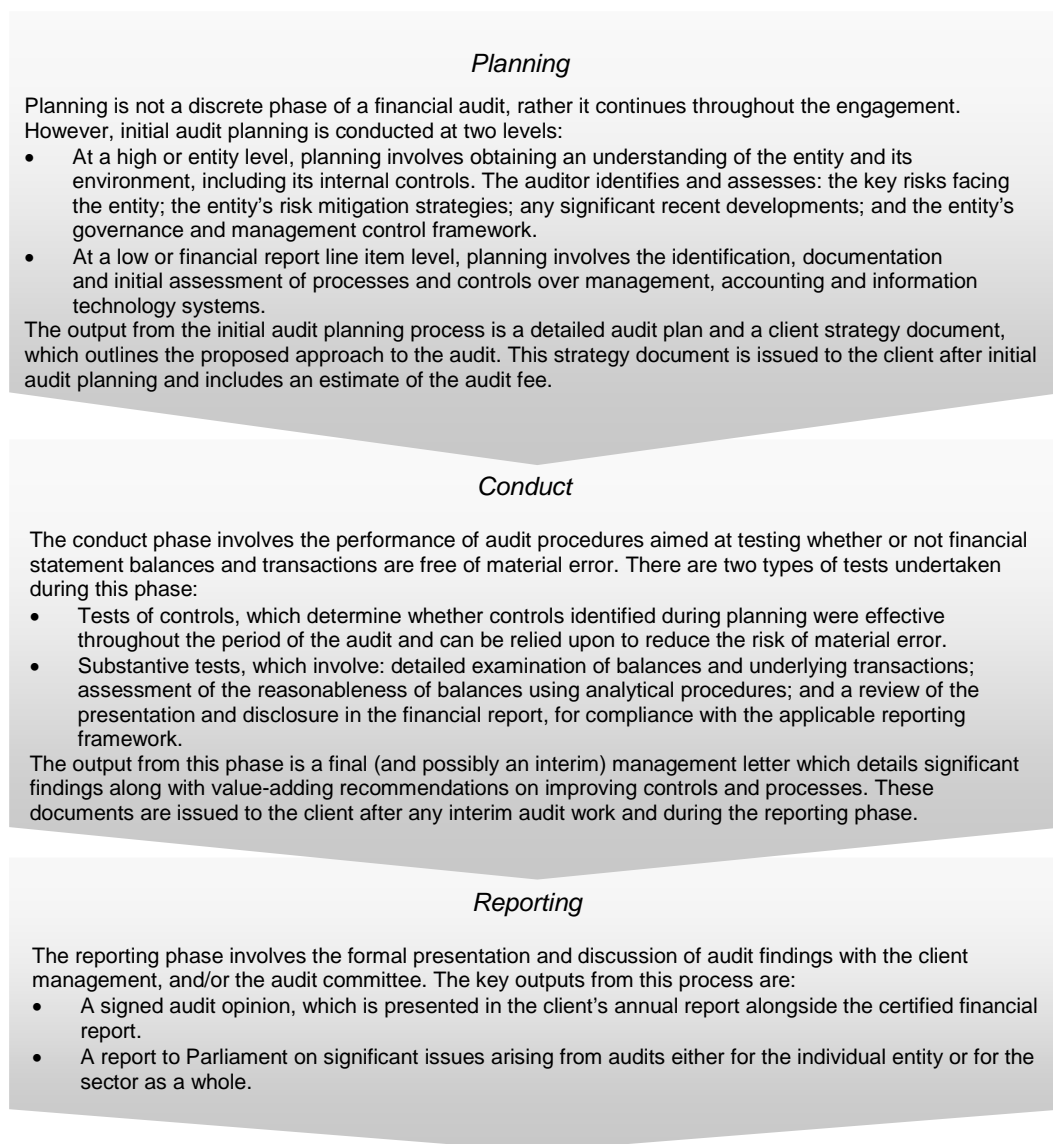 Planning
Planning is not a discrete phase of a financial audit, rather it continues throughout the engagement.
However, initial audit planning is conducted at two levels:
• At a high or entity level, planning involves obtaining an understanding of the entity and its
environment, including its internal controls. The auditor identifies and assesses: the key risks facing
the entity; the entity's risk mitigation strategies; any significant recent developments; and the entity's
governance and management control framework.
• At a low or financial report line item level, planning involves the identification, documentation
and initial assessment of processes and controls over management, accounting and information
technology systems.
The output from the initial audit planning process is a detailed audit plan and a client strategy document,
which outlines the proposed approach to the audit. This strategy document is issued to the client after initial
audit planning and includes an estimate of the audit fee.
Conduct
The conduct phase involves the performance of audit procedures aimed at testing whether or not financial
statement balances and transactions are free of material error. There are two types of tests undertaken
during this phase:
• Tests of controls, which determine whether controls identified during planning were effective
throughout the period of the audit and can be relied upon to reduce the risk of material error.
• Substantive tests, which involve: detailed examination of balances and underlying transactions;
assessment of the reasonableness of balances using analytical procedures; and a review of the
presentation and disclosure in the financial report, for compliance with the applicable reporting
framework.
The output from this phase is a final (and possibly an interim) management letter which details significant
findings along with value-adding recommendations on improving controls and processes. These
documents are issued to the client after any interim audit work and during the reporting phase.
Reporting
The reporting phase involves the formal presentation and discussion of audit findings with the client
management, and/or the audit committee. The key outputs from this process are:
• A signed audit opinion, which is presented in the client's annual report alongside the certified financial
report.
• A report to Parliament on significant issues arising from audits either for the individual entity or for the
sector as a whole.